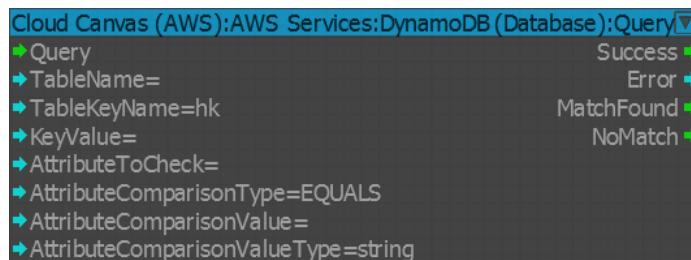 Cloud Canvas (AWS):AWS Services:DynamoDB (Database):Query
Query Success
TableName= Error
TableKeyName=hk MatchFound
KeyValue= NoMatch
AttributeToCheck=
AttributeComparisonType=EQUALS
AttributeComparisonValue=
AttributeComparisonValueType=string